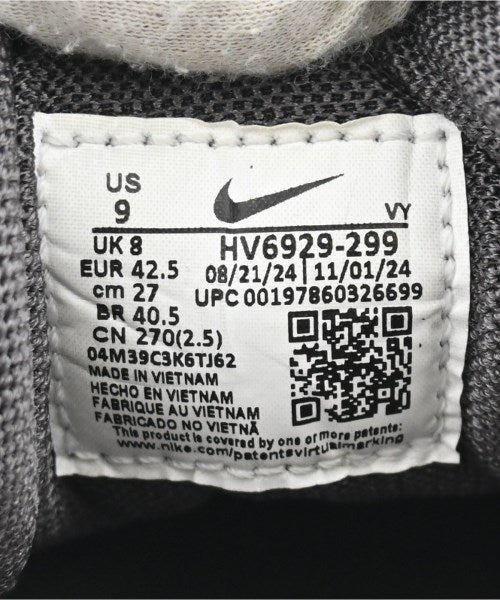 US
9
VY
UK 8
HV6929-299
EUR 42.5
08/21/24 | 11/01/24
cm 27
UPC 00197860326699
BR 40.5
CN 270(2.5)
04M39C3K6TJ62
MADE IN VIETNAM
HECHO EN VIETNAM
FABRIQUE AU VIETNAM
FABRICADO NO VIETNÃ
This product is covered by one or more patents:
www.nike.com/patentsvirtualmarking